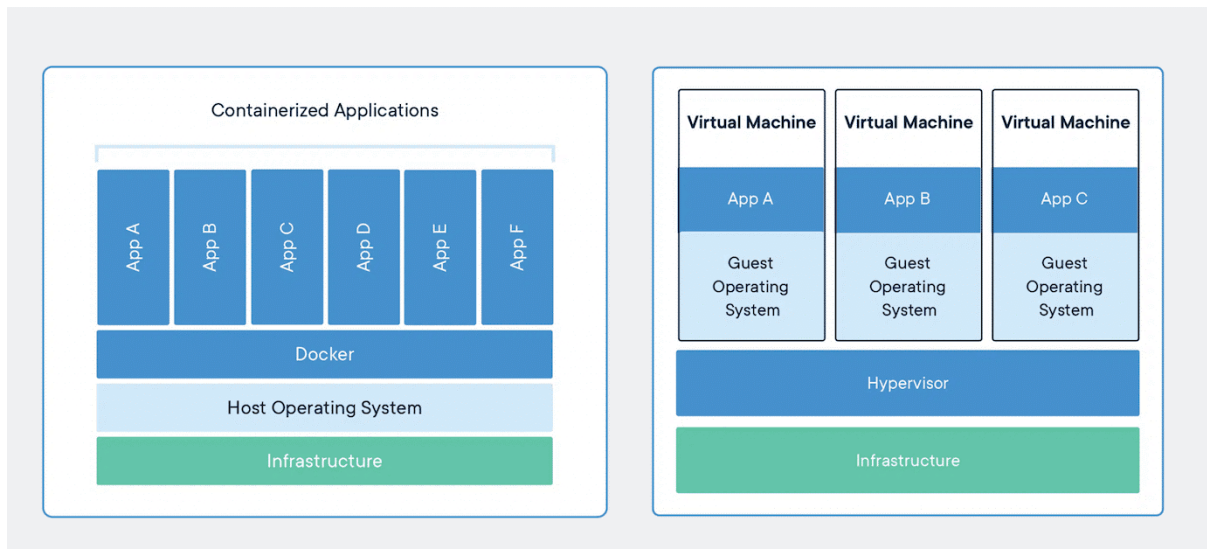 Containerized Applications
App A
App B
App C
App D
App E
App F
Docker
Host Operating System
Infrastructure
Virtual Machine
App A
Guest
Operating
System
Virtual Machine
App B
Guest
Operating
System
Virtual Machine
App C
Guest
Operating
System
Hypervisor
Infrastructure